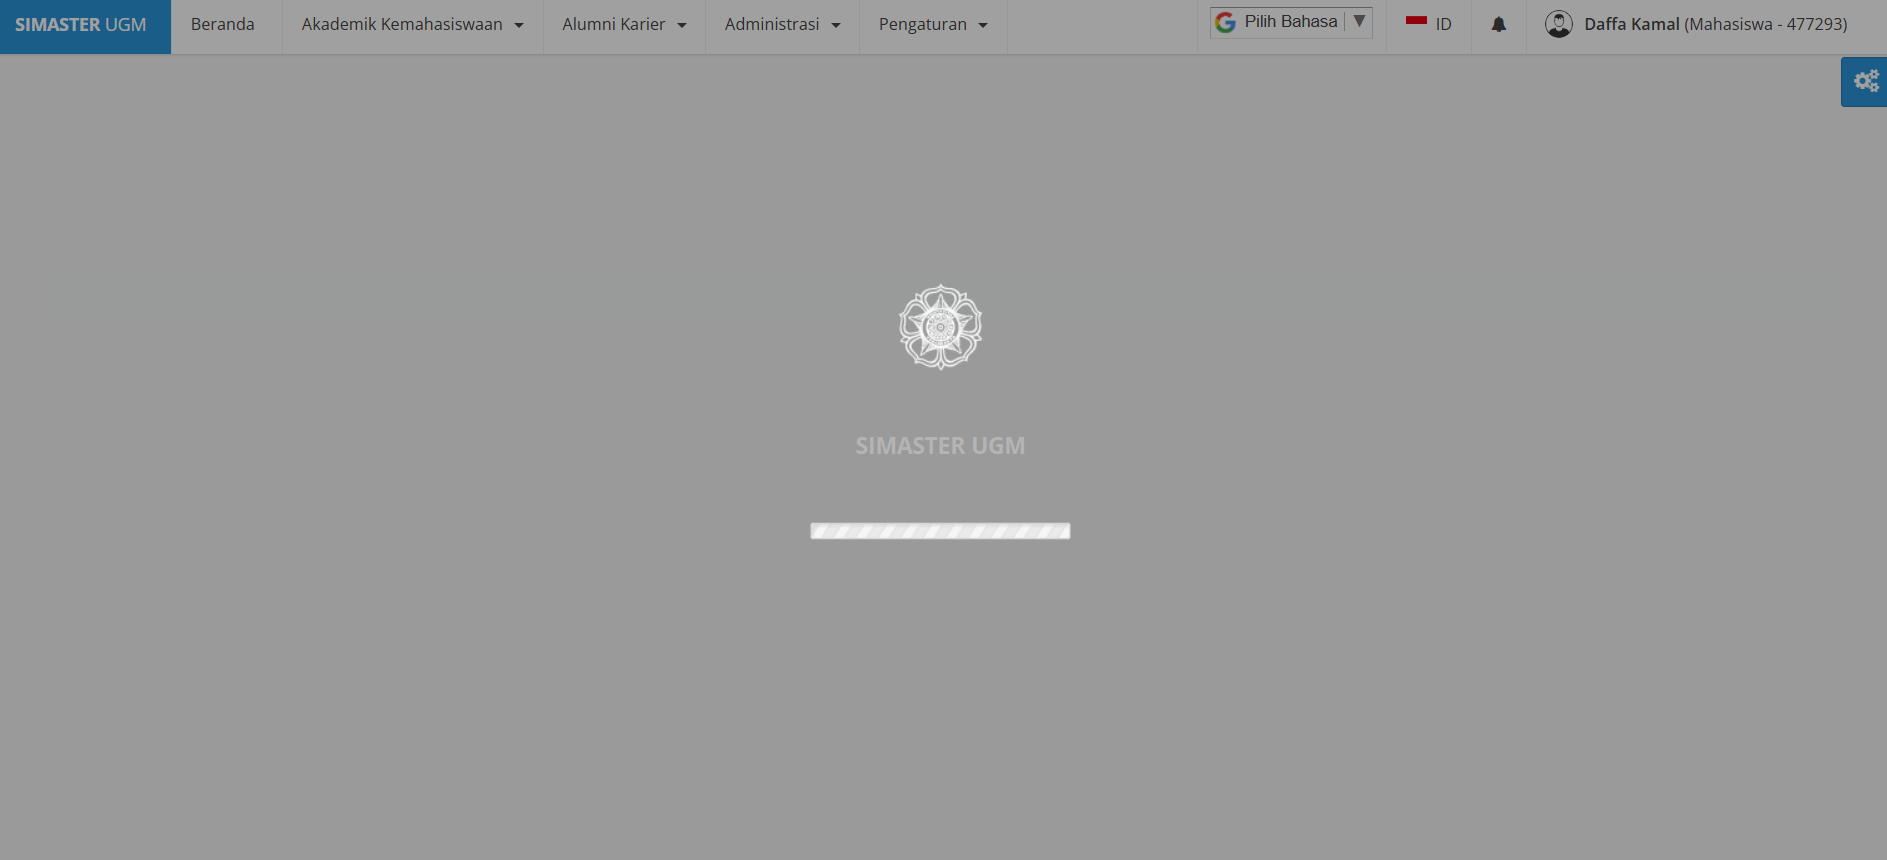 SIMASTER UGM
Beranda
Akademik Kemahasiswaan
Alumni Karier
Administrasi
Pengaturan
Pilih Bahasa
ID
Daffa Kamal (Mahasiswa - 477293)
SIMASTER UGM